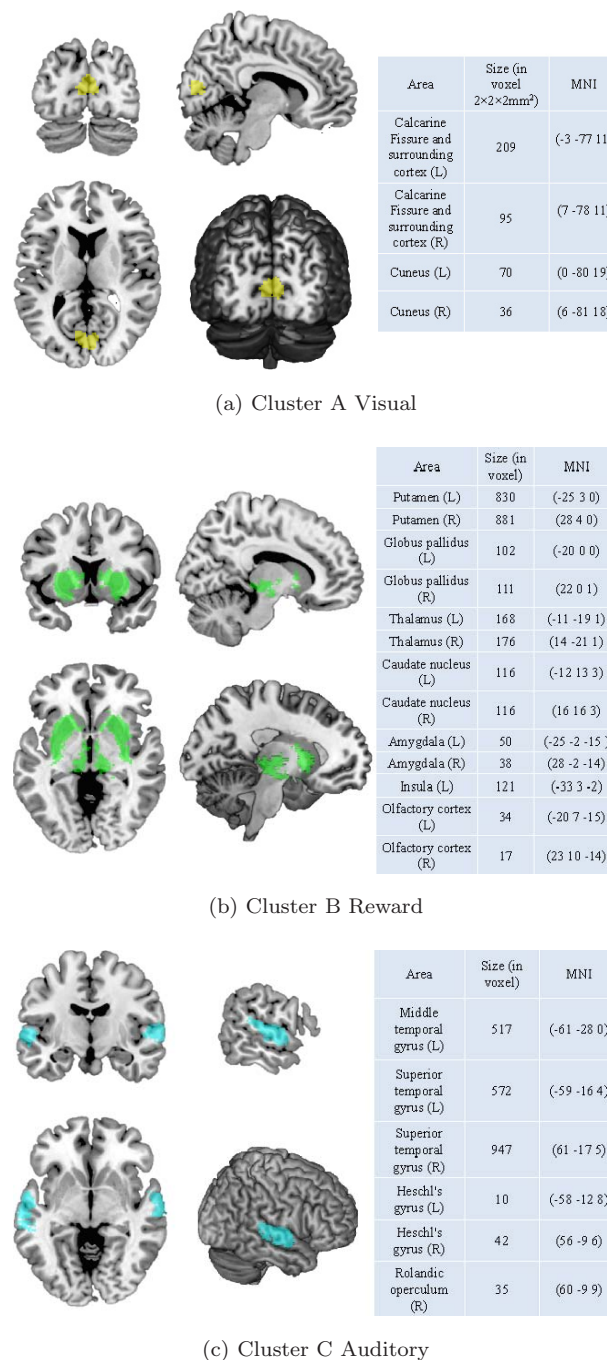 Area Size (in voxel 2×2×2mm²) MNI
Calcarine Fissure and surrounding cortex (L) 209 (-3 -77 11)
Calcarine Fissure and surrounding cortex (R) 95 (7 -78 11)
Cuneus (L) 70 (0 -80 19)
Cuneus (R) 36 (6 -81 18)
(a) Cluster A Visual
Area Size (in voxel) MNI
Putamen (L) 830 (-25 3 0)
Putamen (R) 881 (28 4 0)
Globus pallidus (L) 102 (-20 0 0)
Globus pallidus (R) 111 (22 0 1)
Thalamus (L) 168 (-11 -19 1)
Thalamus (R) 176 (14 -21 1)
Caudate nucleus (L) 116 (-12 13 3)
Caudate nucleus (R) 116 (16 16 3)
Amygdala (L) 50 (-25 -2 -15)
Amygdala (R) 38 (28 -2 -14)
Insula (L) 121 (-33 3 -2)
Olfactory cortex (L) 34 (-20 7 -15)
Olfactory cortex (R) 17 (23 10 -14)
(b) Cluster B Reward
Area Size (in voxel) MNI
Middle temporal gyrus (L) 517 (-61 -28 0)
Superior temporal gyrus (L) 572 (-59 -16 4)
Superior temporal gyrus (R) 947 (61 -17 5)
Heschl's gyrus (L) 10 (-58 -12 8)
Heschl's gyrus (R) 42 (56 -9 6)
Rolandic operculum (R) 35 (60 -9 9)
(c) Cluster C Auditory